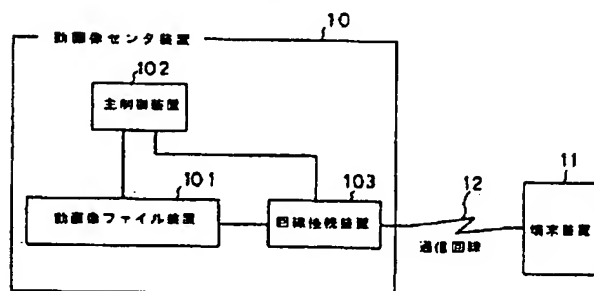 10
動画像センタ装置
102
主制御装置
101
動画像ファイル装置
103
回線接続装置
12
通信回線
11
端末装置